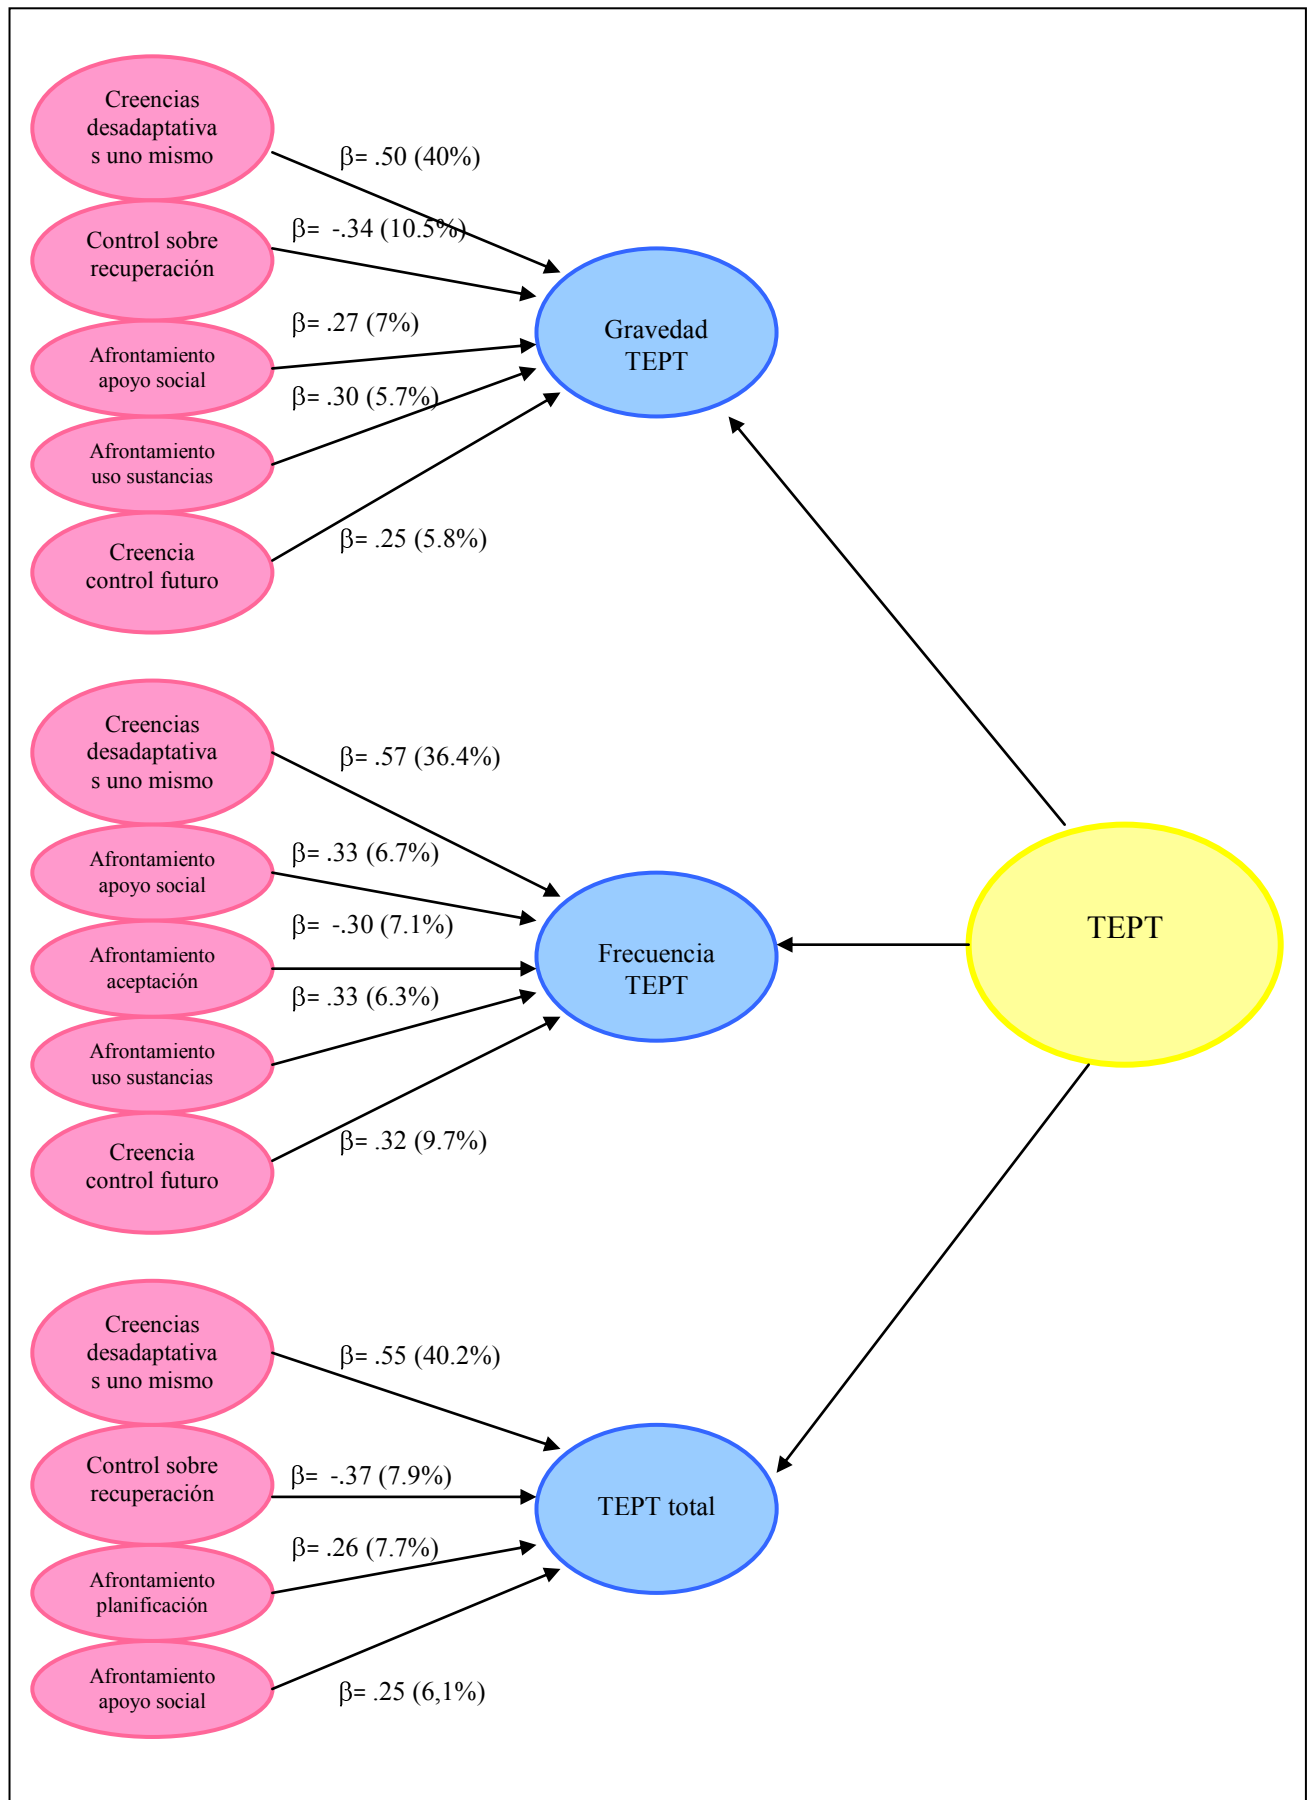 Creencias
desadaptativa
s uno mismo
β= .50 (40%)
Control sobre
recuperación
β=  -.34 (10.5%)
Afrontamiento
apoyo social
β= .27 (7%)
Afrontamiento
uso sustancias
β= .30 (5.7%)
Creencia
control futuro
β= .25 (5.8%)
Gravedad
TEPT
Creencias
desadaptativa
s uno mismo
β= .57 (36.4%)
Afrontamiento
apoyo social
β= .33 (6.7%)
Afrontamiento
aceptación
β=  -.30 (7.1%)
Afrontamiento
uso sustancias
β= .33 (6.3%)
Creencia
control futuro
β= .32 (9.7%)
Frecuencia
TEPT
TEPT
Creencias
desadaptativa
s uno mismo
β= .55 (40.2%)
Control sobre
recuperación
β=  -.37 (7.9%)
Afrontamiento
planificación
β= .26 (7.7%)
Afrontamiento
apoyo social
β= .25 (6,1%)
TEPT total